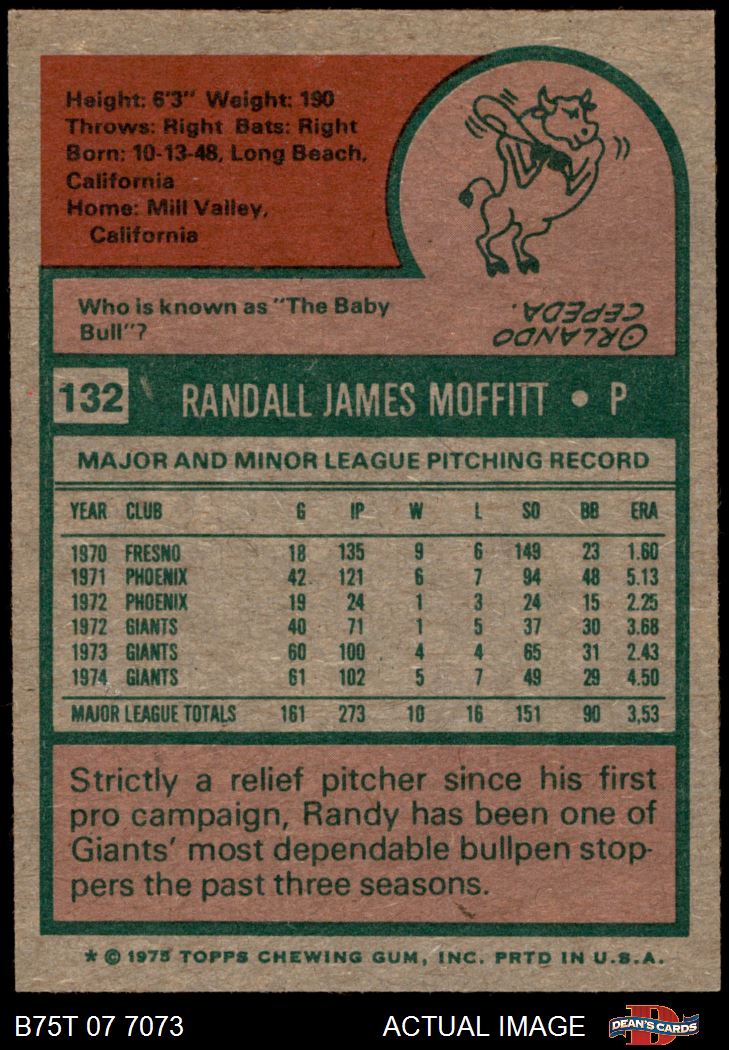 Height: 6'3" Weight: 190
Throws: Right Bats: Right
Born: 10-13-48, Long Beach,
California
Home: Mill Valley,
California
Who is known as "The Baby
Bull"?
ORLANDO
CEPEDA.
132 RANDALL JAMES MOFFITT • P
MAJOR AND MINOR LEAGUE PITCHING RECORD
YEAR CLUB G IP W L SO BB ERA
1970 FRESNO 18 135 9 6 149 23 1.60
1971 PHOENIX 42 121 6 7 94 48 5.13
1972 PHOENIX 19 24 1 3 24 15 2.25
1972 GIANTS 40 71 1 5 37 30 3.68
1973 GIANTS 60 100 4 4 65 31 2.43
1974 GIANTS 61 102 5 7 49 29 4.50
MAJOR LEAGUE TOTALS 161 273 10 16 151 90 3.53
Strictly a relief pitcher since his first
pro campaign, Randy has been one of
Giants' most dependable bullpen stop-
pers the past three seasons.
* © 1975 TOPPS CHEWING GUM, INC. PRTD IN U.S.A.
B75T 07 7073 ACTUAL IMAGE D DEAN'S CARDS